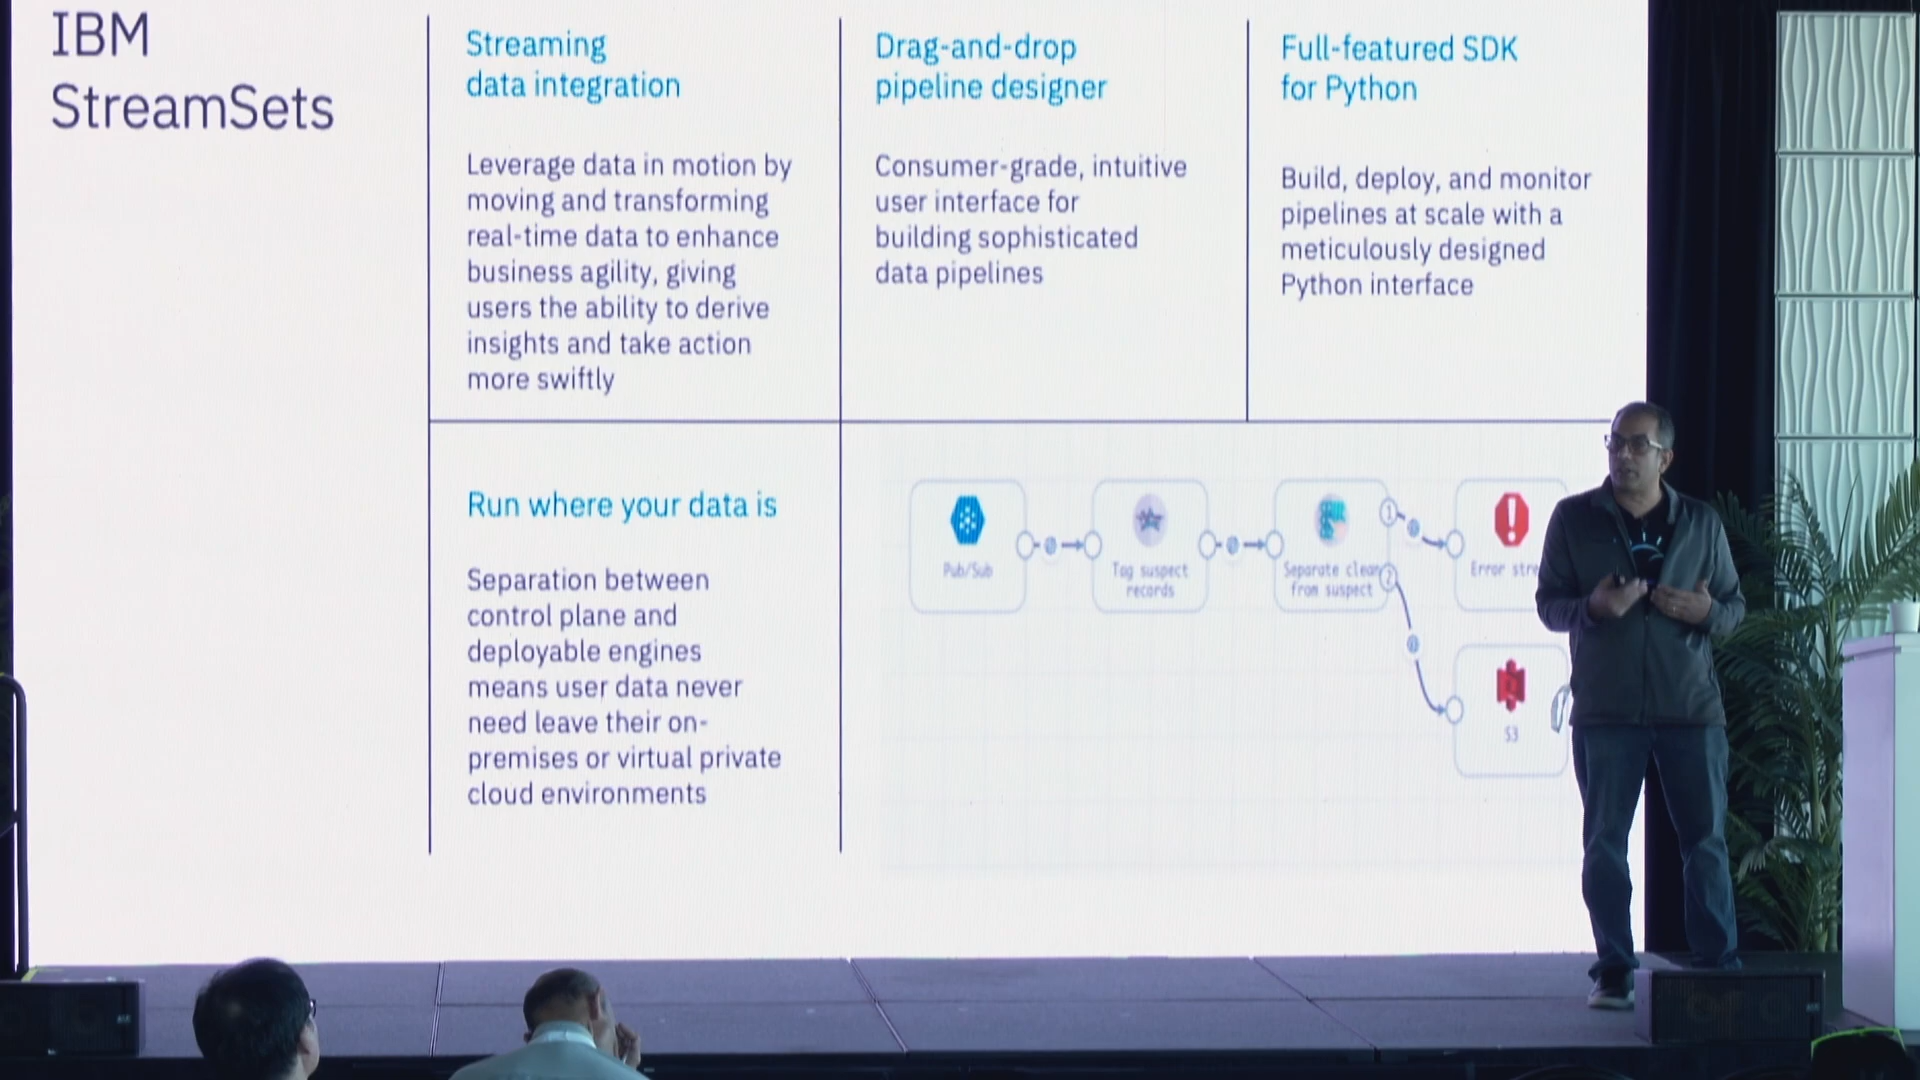 IBM
StreamSets
Streaming
data integration
Leverage data in motion by
moving and transforming
real-time data to enhance
business agility, giving
users the ability to derive
insights and take action
more swiftly
Drag-and-drop
pipeline designer
Consumer-grade, intuitive
user interface for
building sophisticated
data pipelines
Full-featured SDK
for Python
Build, deploy, and monitor
pipelines at scale with a
meticulously designed
Python interface
Run where your data is
Separation between
control plane and
deployable engines
means user data never
need leave their on-
premises or virtual private
cloud environments
Pub/Sub
Tag suspect
records
Separate clean
from suspect
1
2
Error
S3